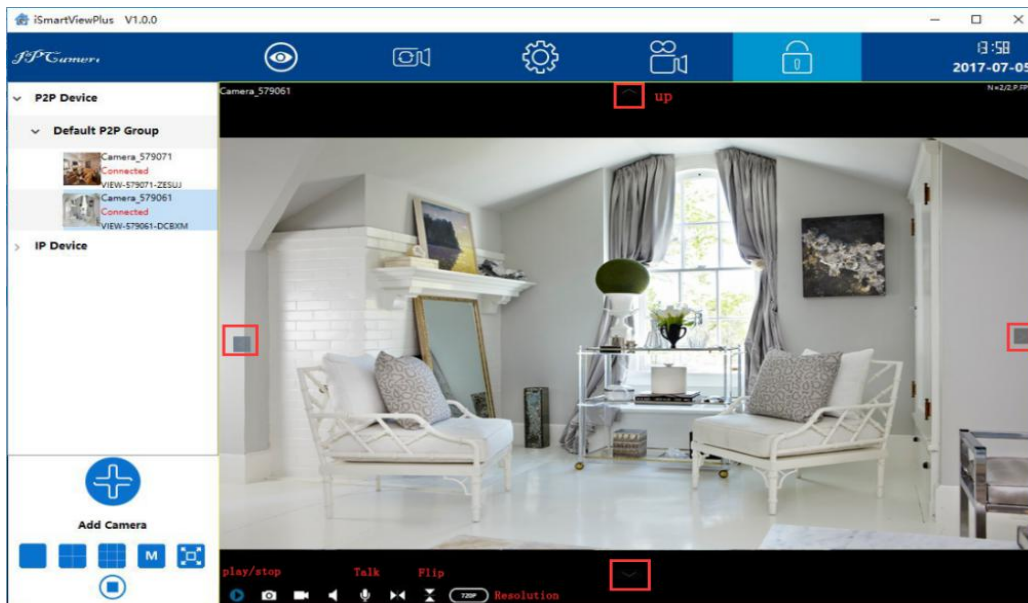 iSmartViewPlus V1.0.0
IPCamera
13:58
2017-07-05
P2P Device
Default P2P Group
Camera_579071
Connected
VIEW-579071-ZESUJ
Camera_579061
Connected
VIEW-579061-DCBXM
IP Device
Add Camera
M
Camera_579061
up
play/stop
Talk
Flip
720P
Resolution